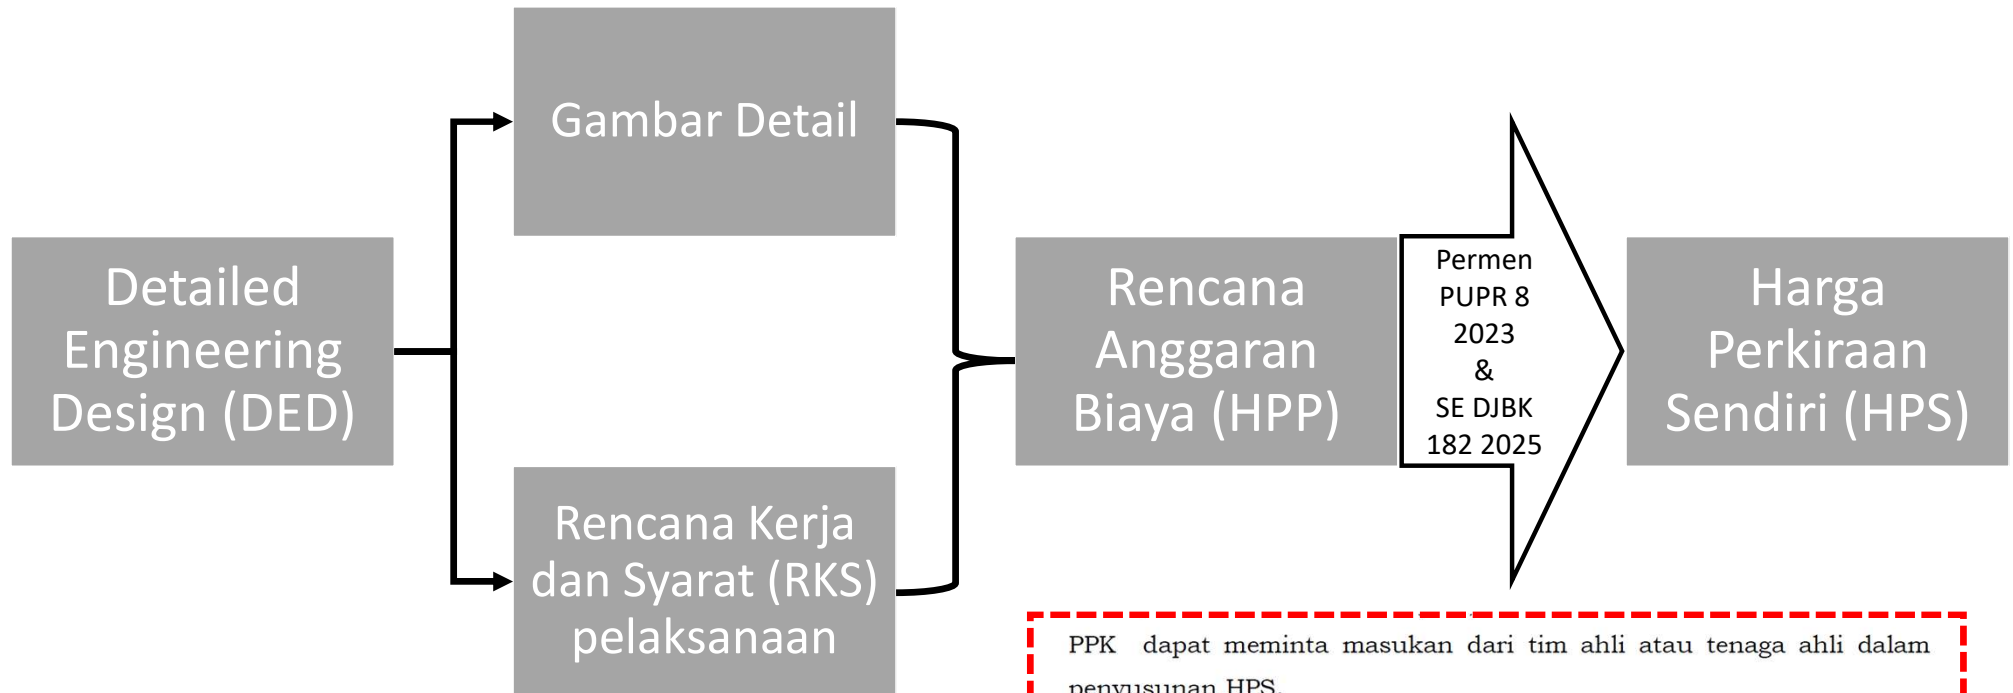 Gambar Detail
Detailed
Engineering
Design (DED)
Rencana Kerja
dan Syarat (RKS)
pelaksanaan
Rencana
Anggaran
Biaya (HPP)
Permen
PUPR 8
2023
&
SE DJBK
182 2025
Harga
Perkiraan
Sendiri (HPS)
PPK dapat meminta masukan dari tim ahli atau tenaga ahli dalam
penyusunan HPS.